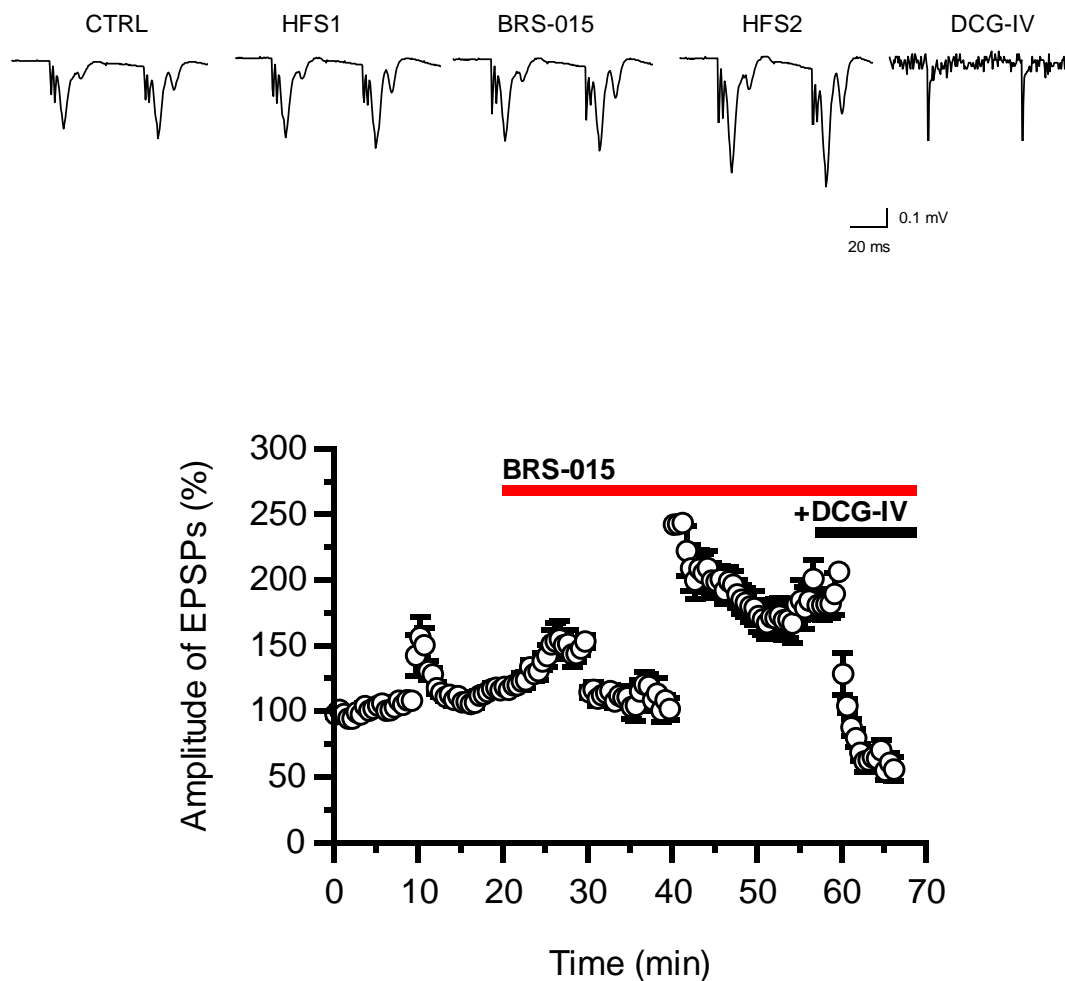 CTRL HFS1 BRS-015 HFS2 DCG-IV
0.1 mV
20 ms
300
250
200
150
100
50
0
Amplitude of EPSPs (%)
BRS-015
+DCG-IV
0 10 20 30 40 50 60 70
Time (min)